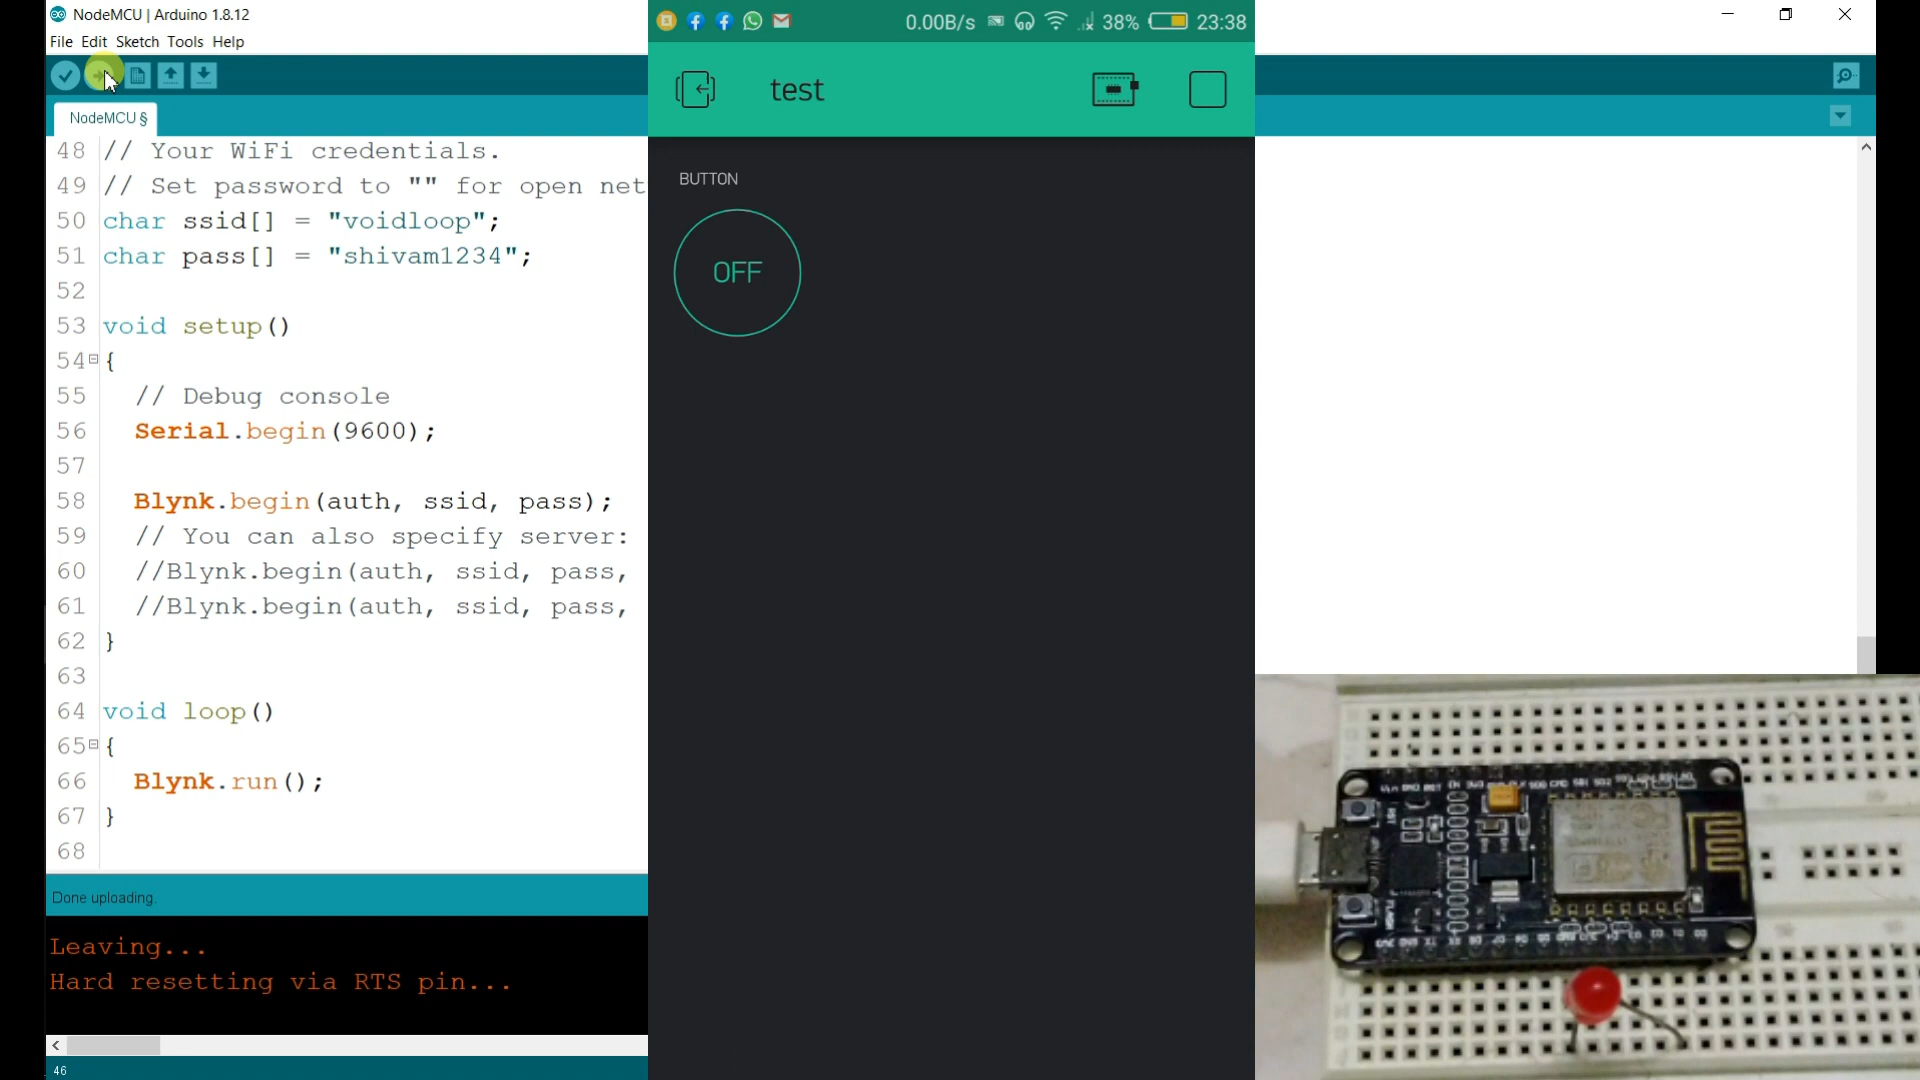 NodeMCU | Arduino 1.8.12
File Edit Sketch Tools Help
NodeMCU §
48 // Your WiFi credentials.
49 // Set password to "" for open net
50 char ssid[] = "voidloop";
51 char pass[] = "shivam1234";
52
53 void setup()
54 {
55 // Debug console
56 Serial.begin(9600);
57
58 Blynk.begin(auth, ssid, pass);
59 // You can also specify server:
60 //Blynk.begin(auth, ssid, pass,
61 //Blynk.begin(auth, ssid, pass,
62 }
63
64 void loop()
65 {
66 Blynk.run();
67 }
68
Done uploading.
Leaving...
Hard resetting via RTS pin...
46
0.00B/s 38% 23:38
test
BUTTON
OFF
RST
FLASH